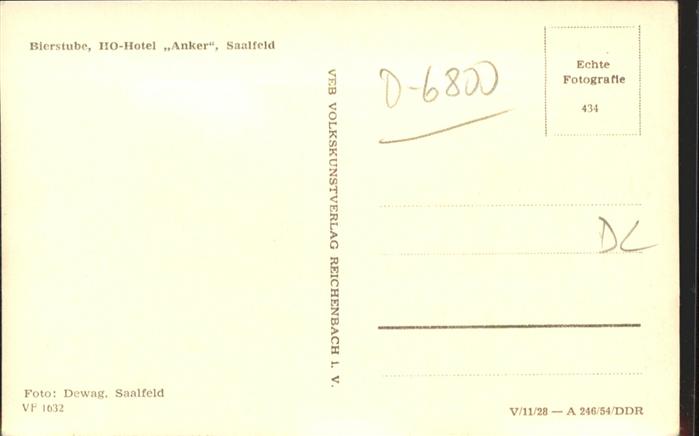 Bierstube, HO-Hotel „Anker“, Saalfeld
D-6800
Echte
Fotografie
434
VEB VOLKSKUNSTVERLAG REICHENBACH i. V.
DL
Foto: Dewag, Saalfeld
VF 1632
V/11/28 — A 246/54/DDR